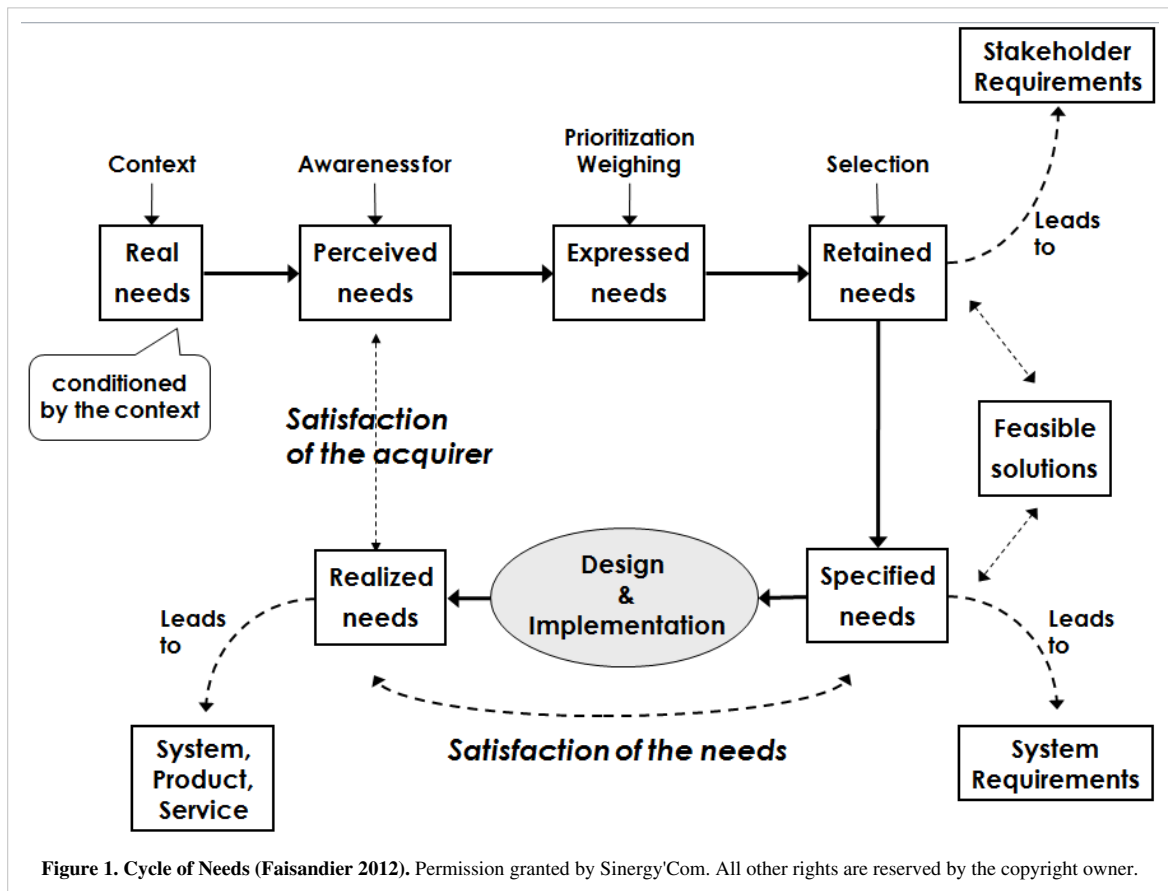 Stakeholder
Requirements
Prioritization
Weighing
Context
Awareness for
Selection
Real
needs
Perceived
needs
Expressed
needs
Retained
needs
Leads
to
conditioned
by the context
Satisfaction
of the acquirer
Feasible
solutions
Realized
needs
Design
&
Implementation
Specified
needs
Leads
to
Leads
to
Satisfaction of the needs
System,
Product,
Service
System
Requirements
Figure 1. Cycle of Needs (Faisandier 2012). Permission granted by Sinergy'Com. All other rights are reserved by the copyright owner.